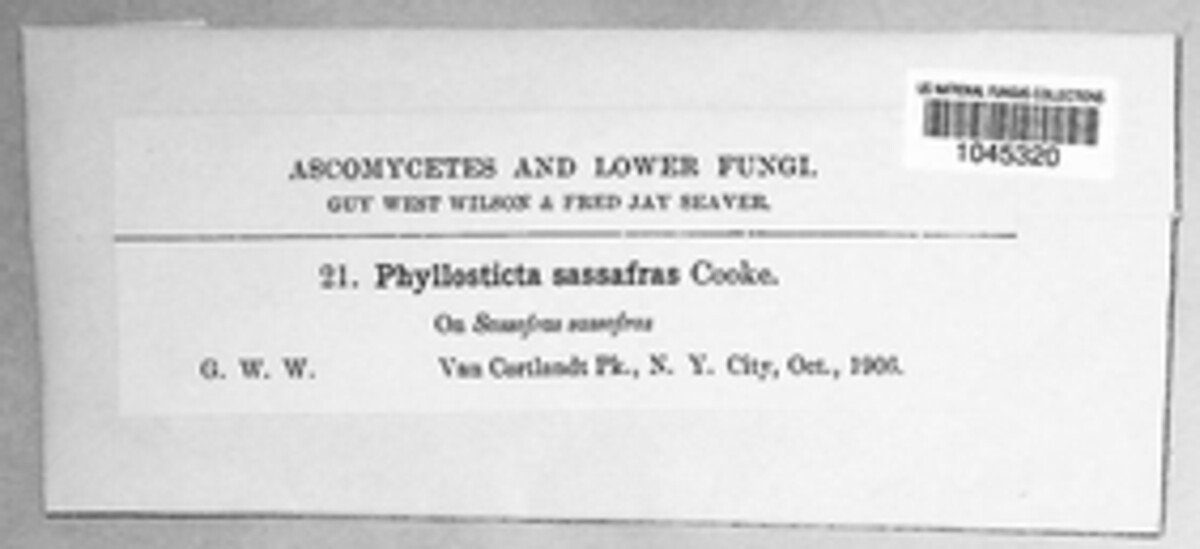 US NATIONAL FUNGUS COLLECTIONS
1045320
ASCOMYCETES AND LOWER FUNGI.
GUY WEST WILSON & FRED JAY SEAVER.
21. Phyllosticta sassafras Cooke.
On Sassafras sassafras
G. W. W. Van Cortlandt Pk., N. Y. City, Oct., 1906.